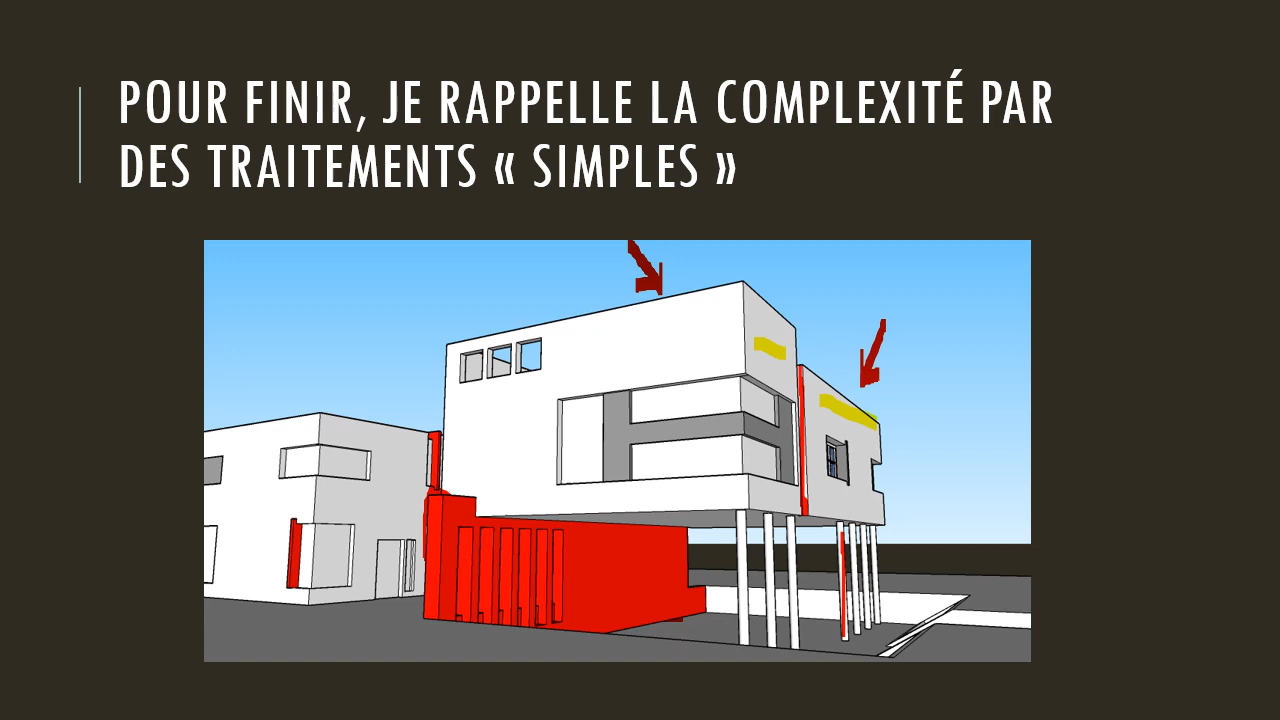 POUR FINIR, JE RAPPELLE LA COMPLEXITÉ PAR
DES TRAITEMENTS « SIMPLES »